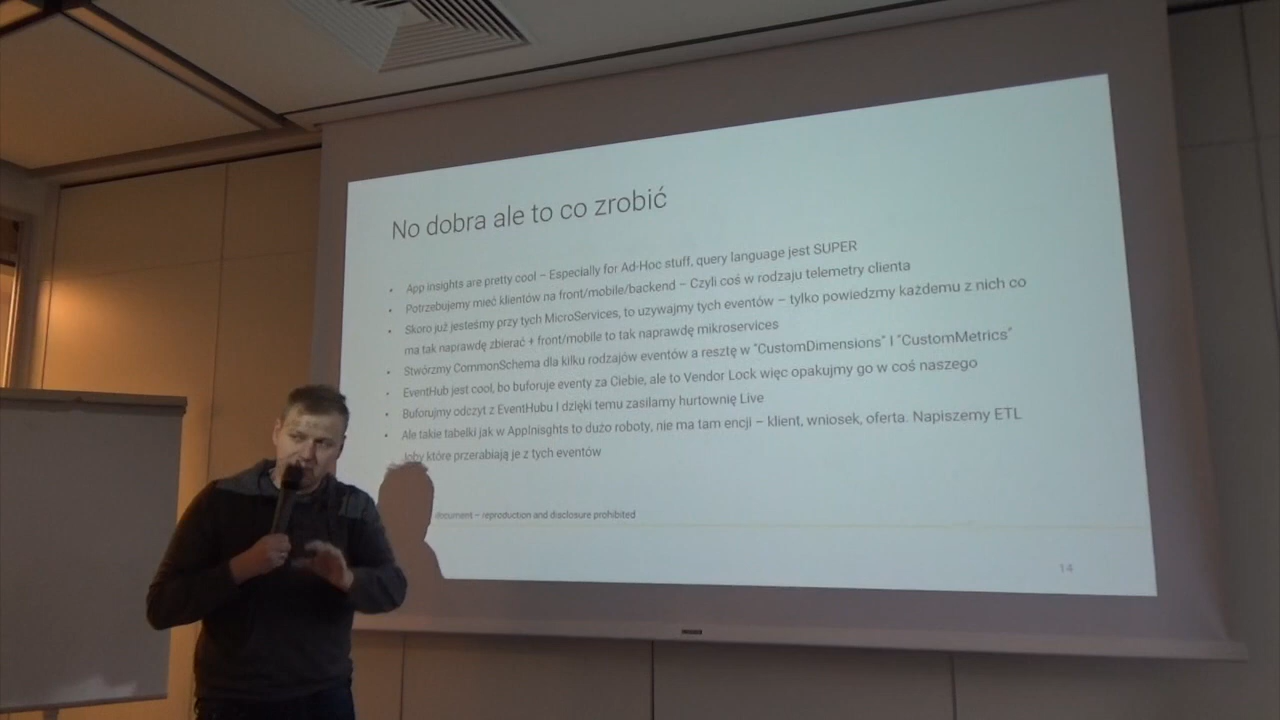 No dobra ale to co zrobić
• App insights are pretty cool – Especially for Ad-Hoc stuff, query language jest SUPER
• Potrzebujemy mieć klientów na front/mobile/backend – Czyli coś w rodzaju telemetry clienta
• Skoro już jesteśmy przy tych MicroServices, to uzywajmy tych eventów – tylko powiedzmy każdemu z nich co
ma tak naprawdę zbierać + front/mobile to tak naprawdę mikroservices
• Stwórzmy CommonSchema dla kilku rodzajów eventów a resztę w "CustomDimensions" I "CustomMetrics"
• EventHub jest cool, bo buforuje eventy za Ciebie, ale to Vendor Lock więc opakujmy go w coś naszego
• Buforujmy odczyt z EventHubu I dzięki temu zasilamy hurtownię Live
• Ale takie tabelki jak w AppInisghts to dużo roboty, nie ma tam encji – klient, wniosek, oferta. Napiszemy ETL
Joby które przerabiają je z tych eventów
document – reproduction and disclosure prohibited
14